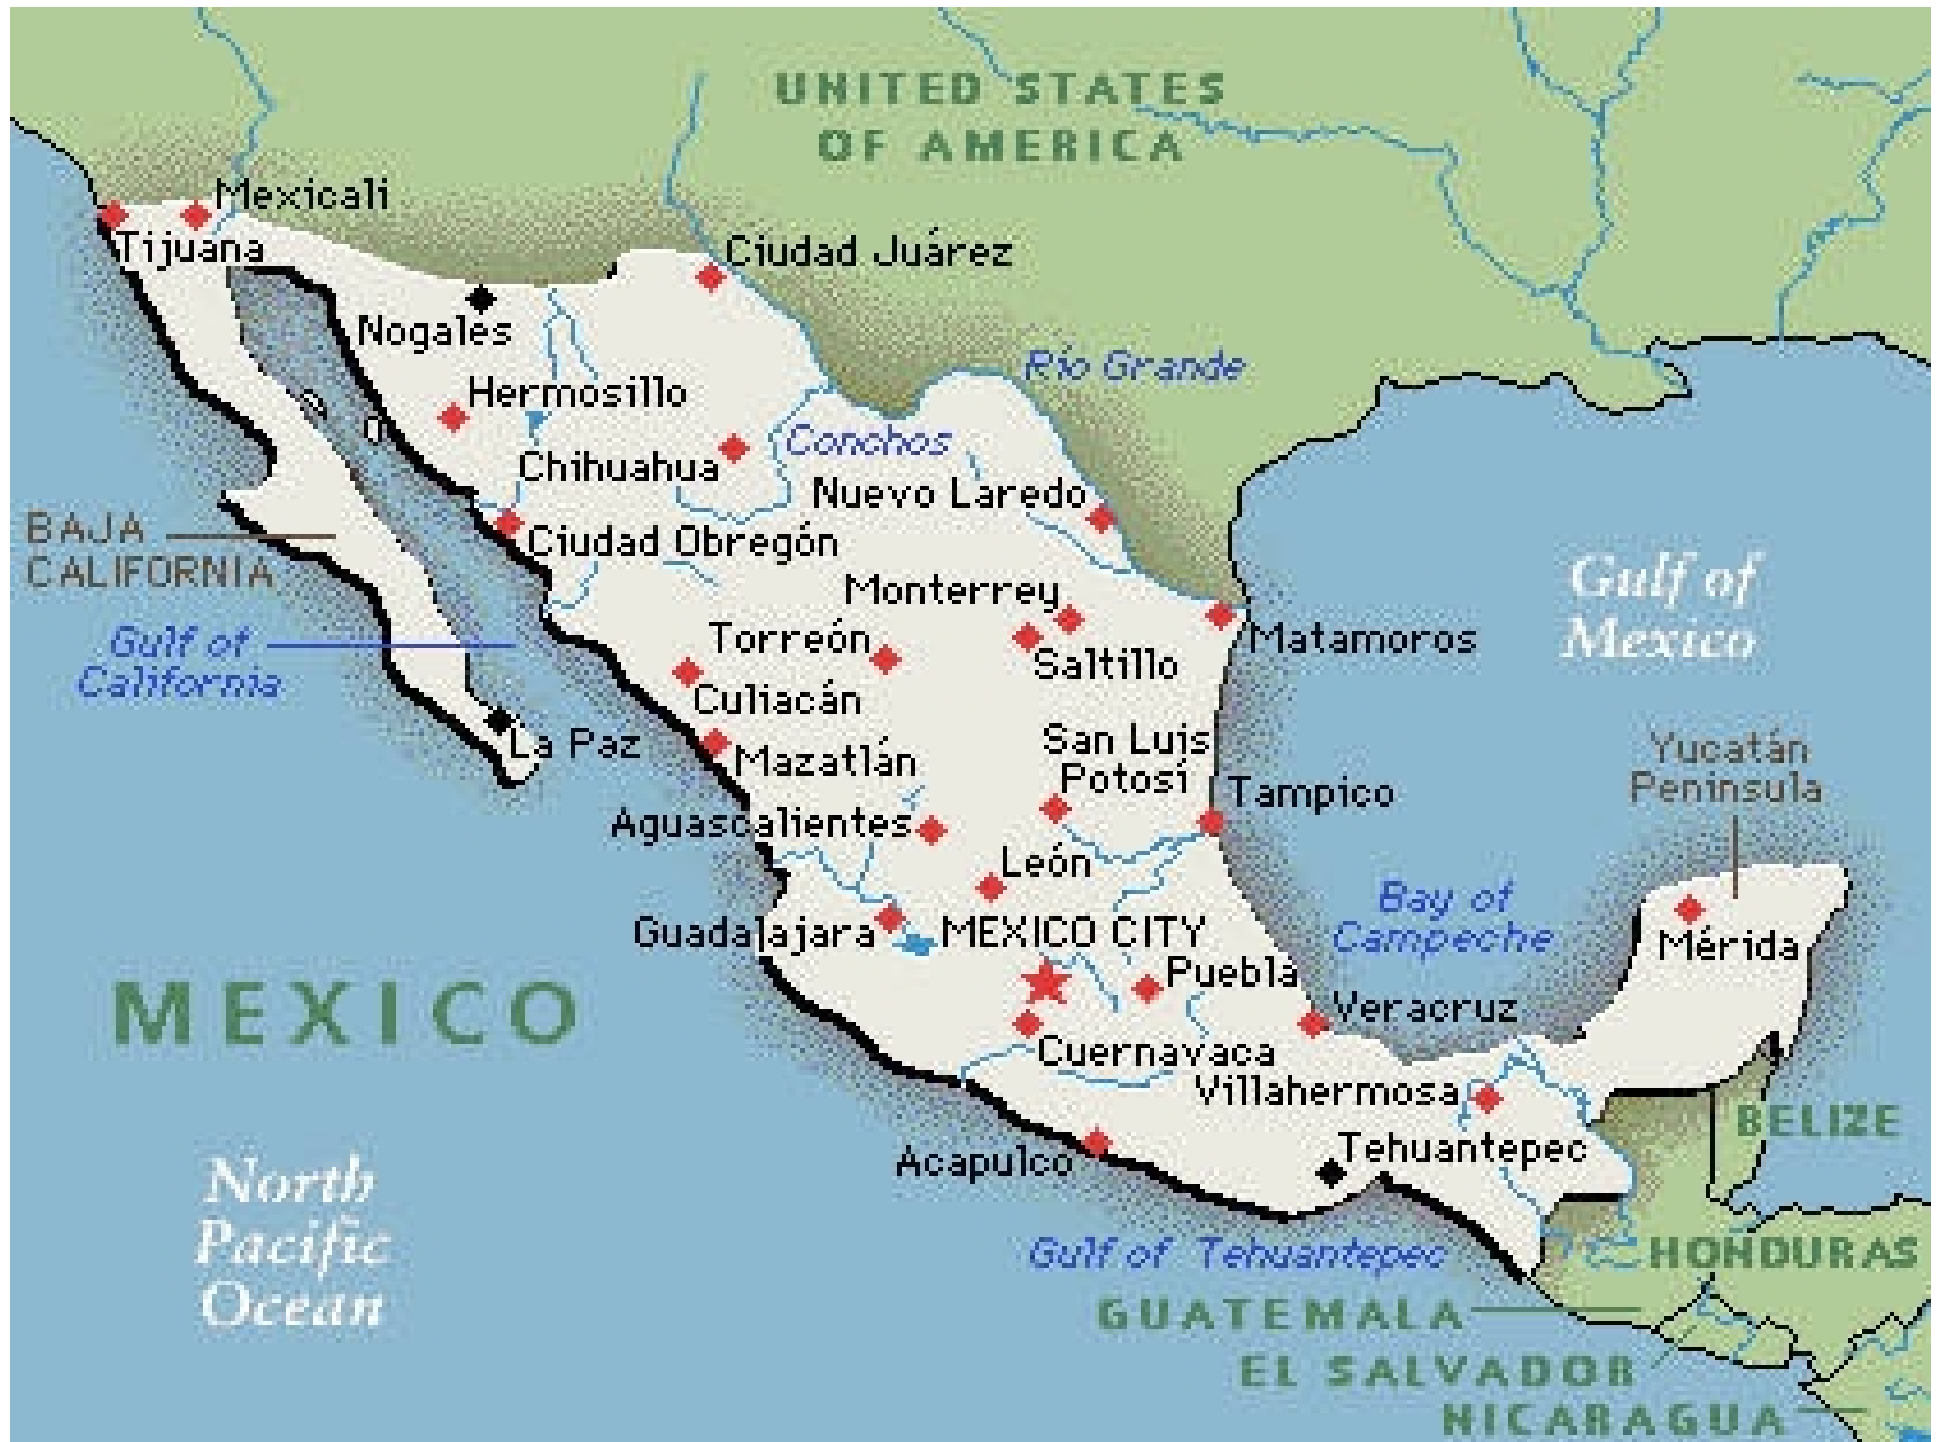 UNITED STATES
OF AMERICA
Mexicali
Tijuana
Ciudad Juárez
Nogales
Río Grande
Hermosillo
Conchos
Chihuahua
Nuevo Laredo
BAJA
CALIFORNIA
Ciudad Obregón
Gulf of
Mexico
Monterrey
Gulf of
California
Torreón
Matamoros
Saltillo
Culiacán
La Paz
San Luis
Potosí
Mazatlán
Yucatán
Peninsula
Tampico
Aguascalientes
León
Bay of
Campeche
Guadalajara
MEXICO CITY
Mérida
Puebla
MEXICO
Veracruz
Cuernavaca
Villahermosa
BELIZE
Tehuantepec
Acapulco
North
Pacific
Ocean
Gulf of Tehuantepec
HONDURAS
GUATEMALA
EL SALVADOR
NICARAGUA